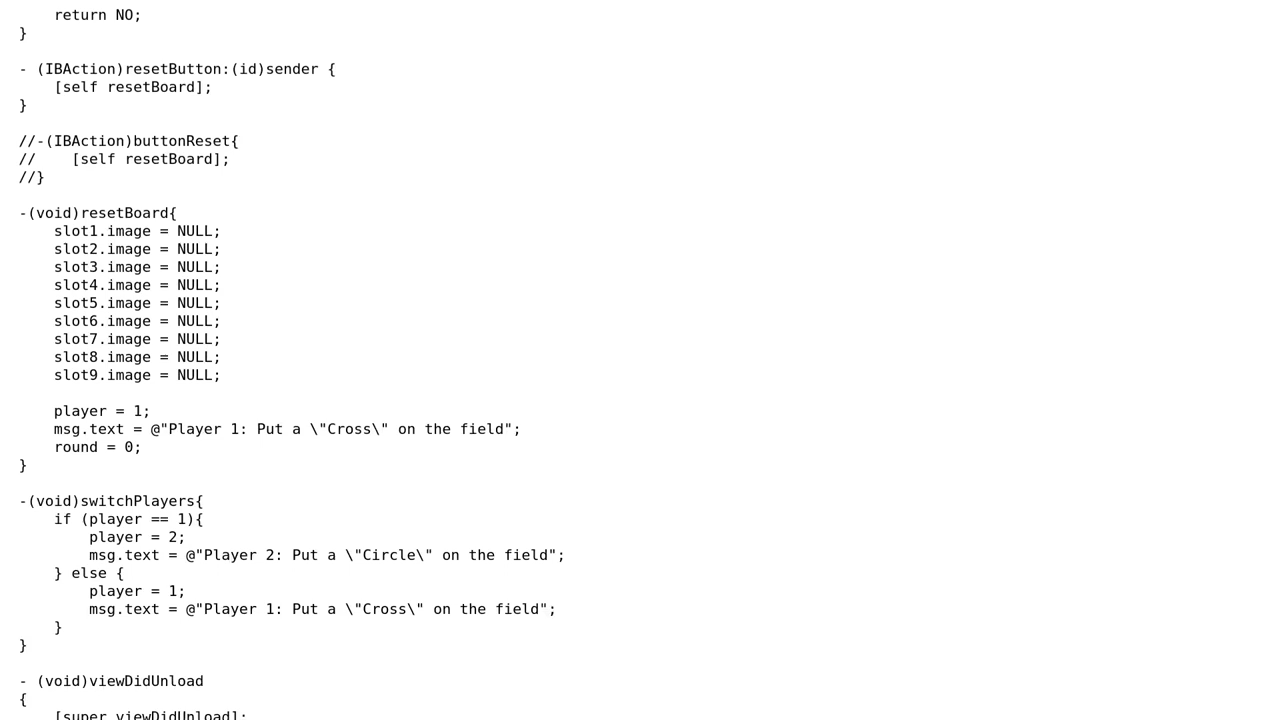 return NO;
}

- (IBAction)resetButton:(id)sender {
    [self resetBoard];
}

//-(IBAction)buttonReset{
//    [self resetBoard];
//}

-(void)resetBoard{
    slot1.image = NULL;
    slot2.image = NULL;
    slot3.image = NULL;
    slot4.image = NULL;
    slot5.image = NULL;
    slot6.image = NULL;
    slot7.image = NULL;
    slot8.image = NULL;
    slot9.image = NULL;

    player = 1;
    msg.text = @"Player 1: Put a \"Cross\" on the field";
    round = 0;
}

-(void)switchPlayers{
    if (player == 1){
        player = 2;
        msg.text = @"Player 2: Put a \"Circle\" on the field";
    } else {
        player = 1;
        msg.text = @"Player 1: Put a \"Cross\" on the field";
    }
}

- (void)viewDidUnload
{
    [super viewDidUnload];